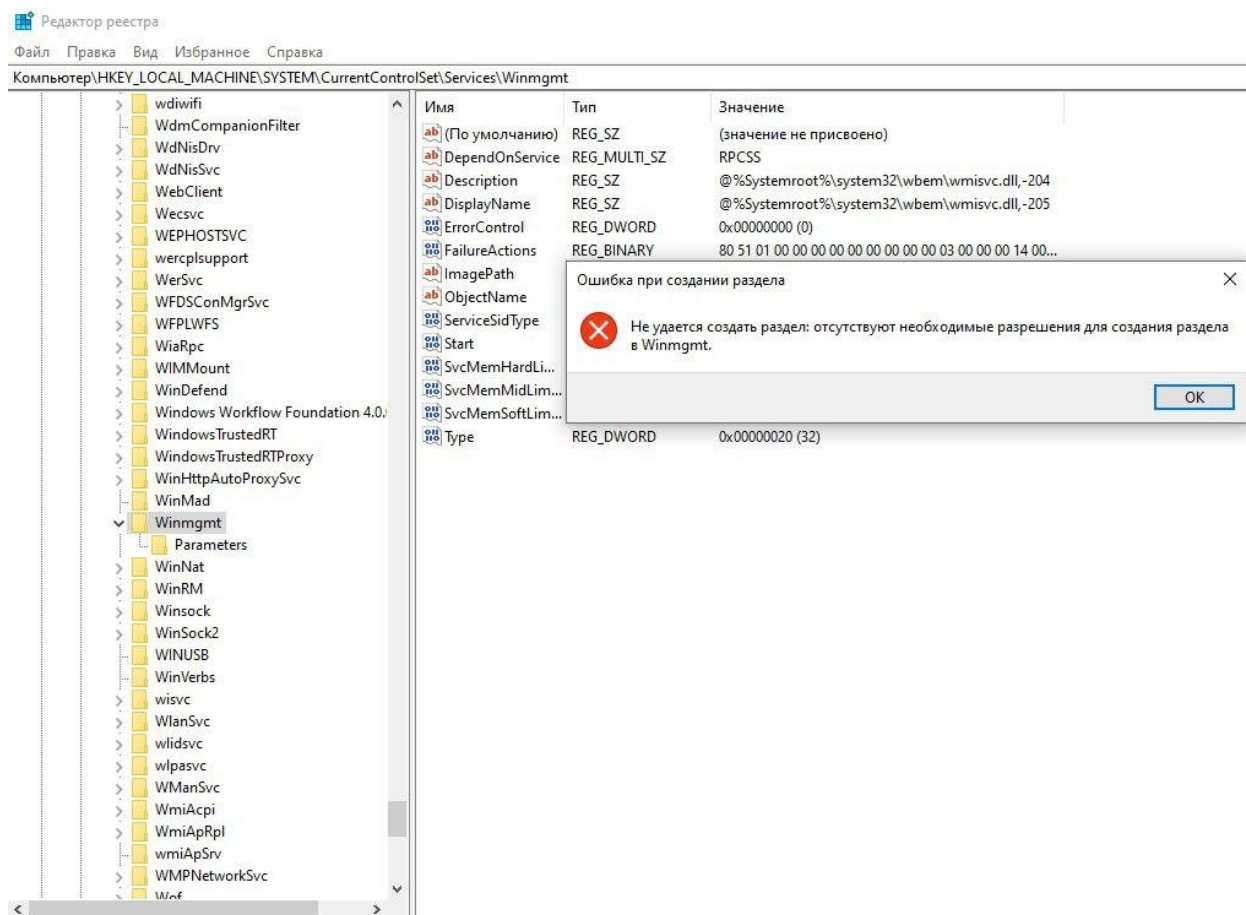 Редактор реестра
Файл Правка Вид Избранное Справка
Компьютер\HKEY_LOCAL_MACHINE\SYSTEM\CurrentControlSet\Services\Winmgmt
wdiwifi
WdmCompanionFilter
WdNisDrv
WdNisSvc
WebClient
Wecsvc
WEPHOSTSVC
wercplsupport
WerSvc
WFDSConMgrSvc
WFPLWFS
WiaRpc
WIMMount
WinDefend
Windows Workflow Foundation 4.0.
WindowsTrustedRT
WindowsTrustedRTProxy
WinHttpAutoProxySvc
WinMad
Winmgmt
Parameters
WinNat
WinRM
Winsock
WinSock2
WINUSB
WinVerbs
wisvc
WlanSvc
wlidsvc
wlpasvc
WManSvc
WmiAcpi
WmiApRpl
wmiApSrv
WMPNetworkSvc
Wof
Имя Тип Значение
(По умолчанию) REG_SZ (значение не присвоено)
DependOnService REG_MULTI_SZ RPCSS
Description REG_SZ @%Systemroot%\system32\wbem\wmisvc.dll,-204
DisplayName REG_SZ @%Systemroot%\system32\wbem\wmisvc.dll,-205
ErrorControl REG_DWORD 0x00000000 (0)
FailureActions REG_BINARY 80 51 01 00 00 00 00 00 00 00 00 00 03 00 00 00 14 00...
ImagePath
ObjectName
ServiceSidType
Start
SvcMemHardLi...
SvcMemMidLim...
SvcMemSoftLim...
Type REG_DWORD 0x00000020 (32)
Ошибка при создании раздела
Не удается создать раздел: отсутствуют необходимые разрешения для создания раздела
в Winmgmt.
ОК